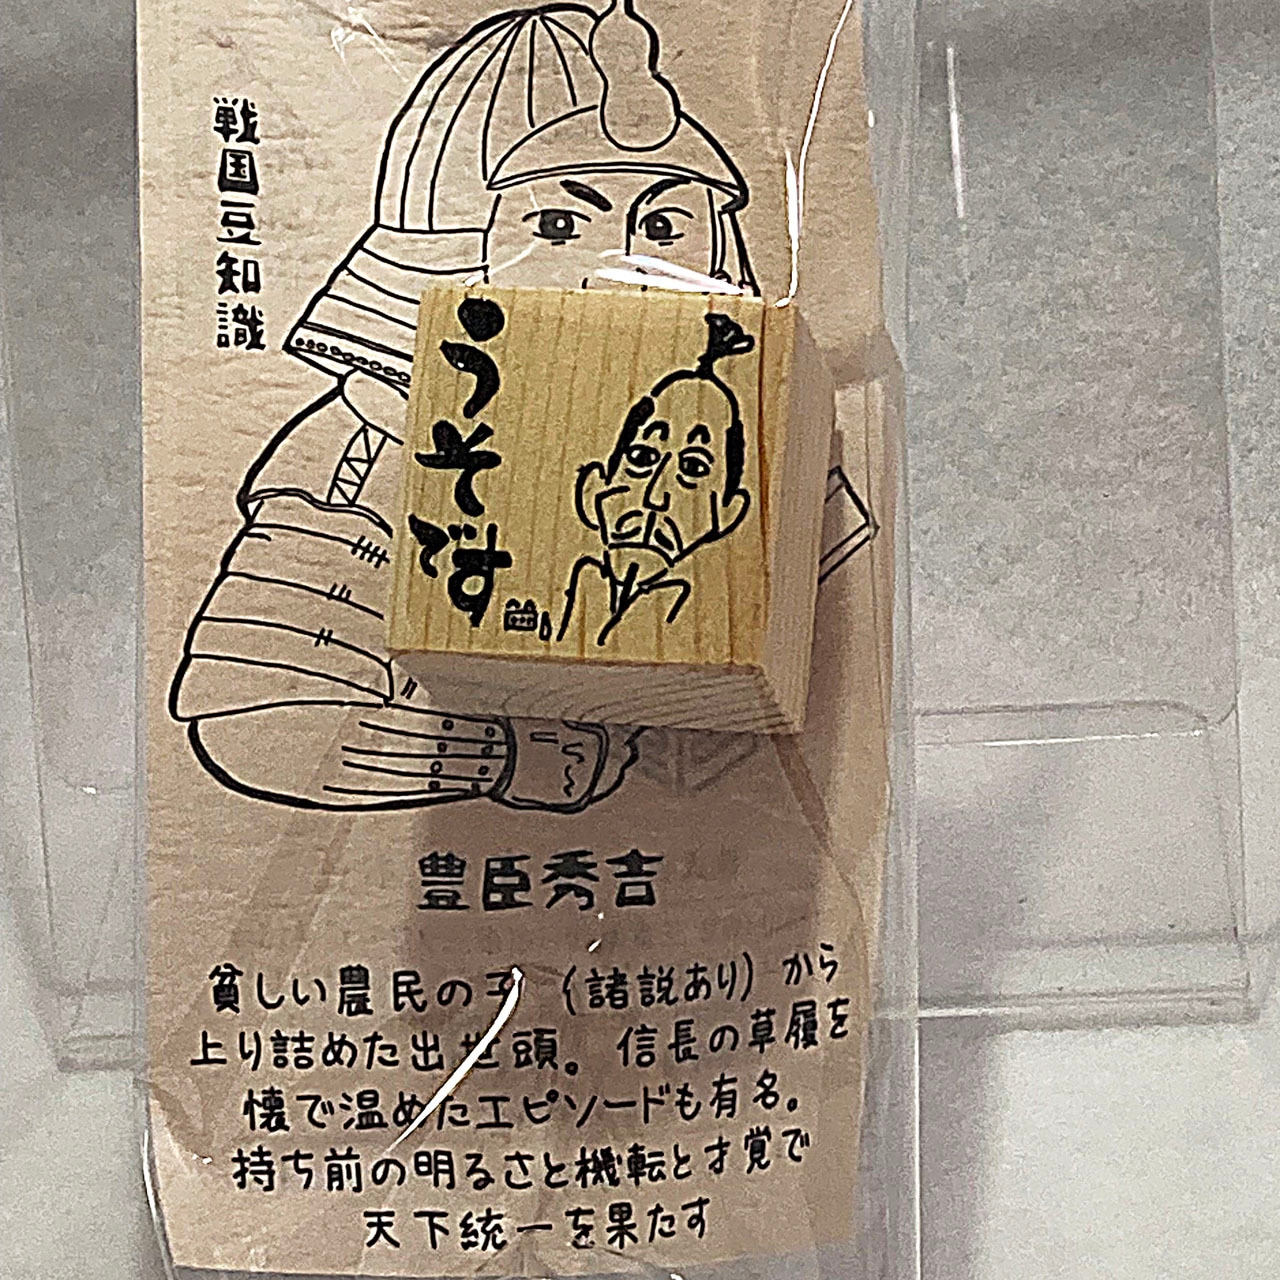 戦国豆知識
うそです
豊臣秀吉
貧しい農民の子（諸説あり）から
上り詰めた出世頭。信長の草履を
懐で温めたエピソードも有名。
持ち前の明るさと機転と才覚で
天下統一を果たす